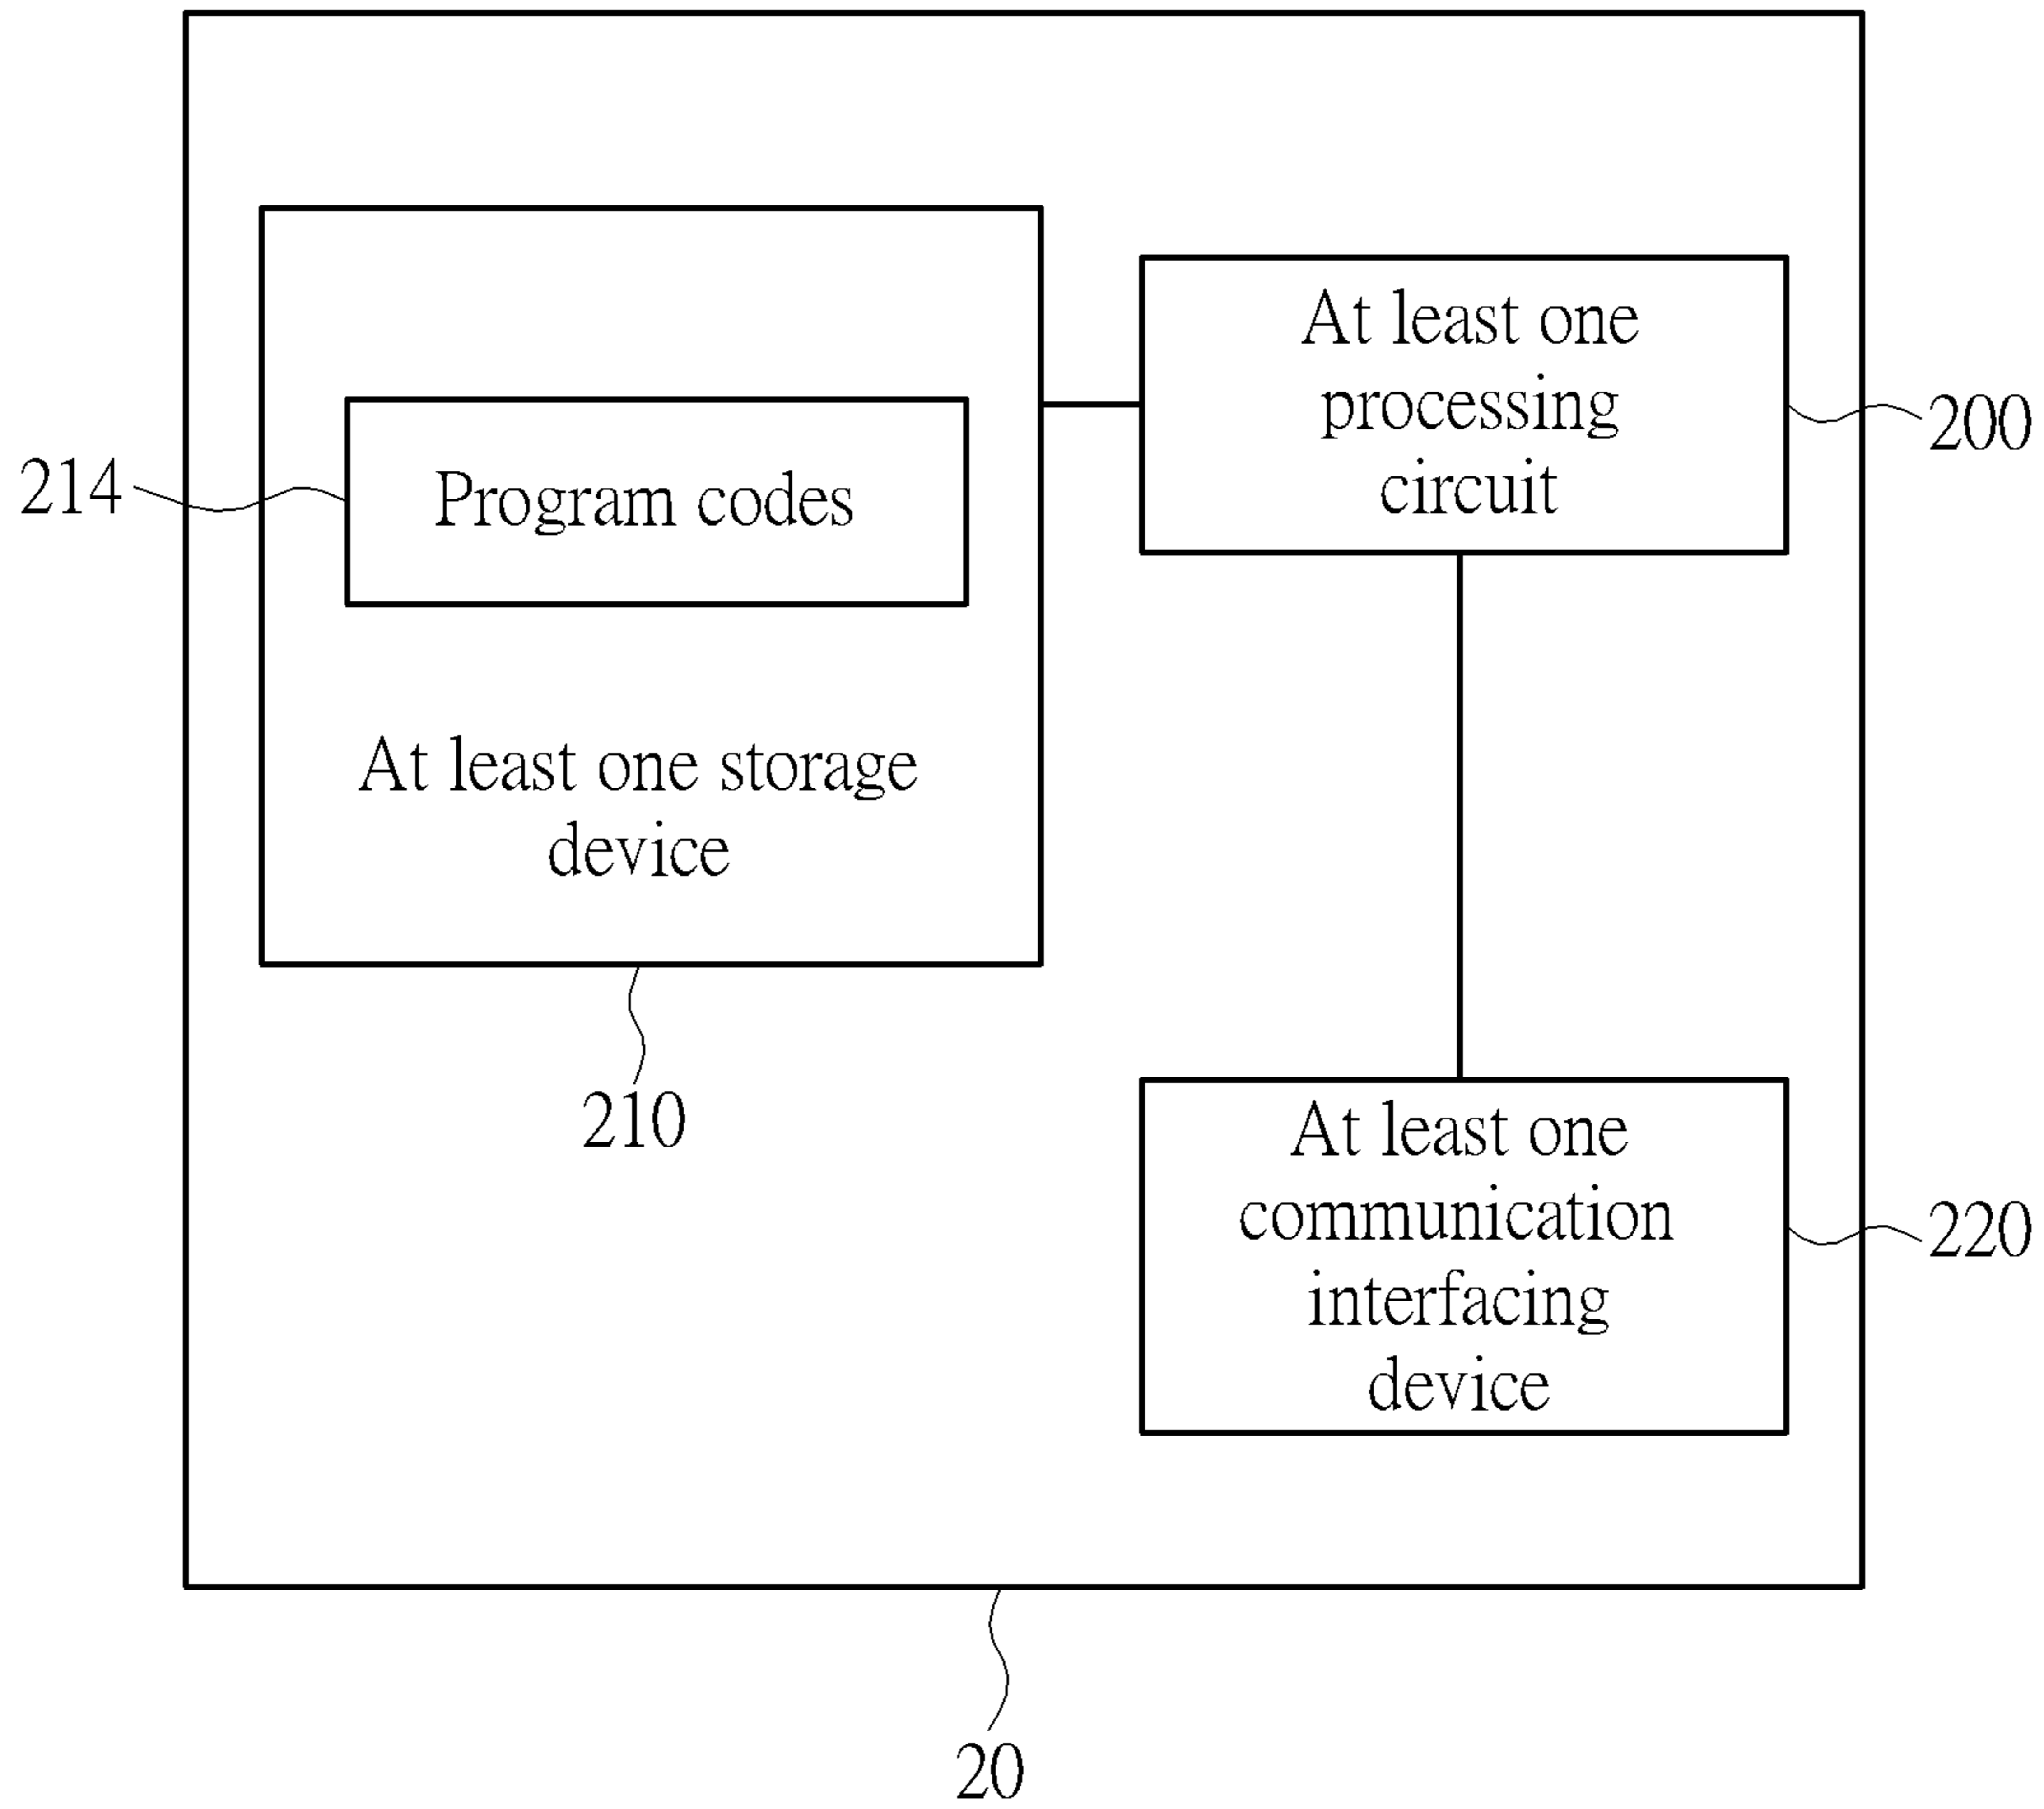 At least one
processing
circuit
200
214
Program codes
At least one storage
device
210
At least one
communication
interfacing
device
220
20